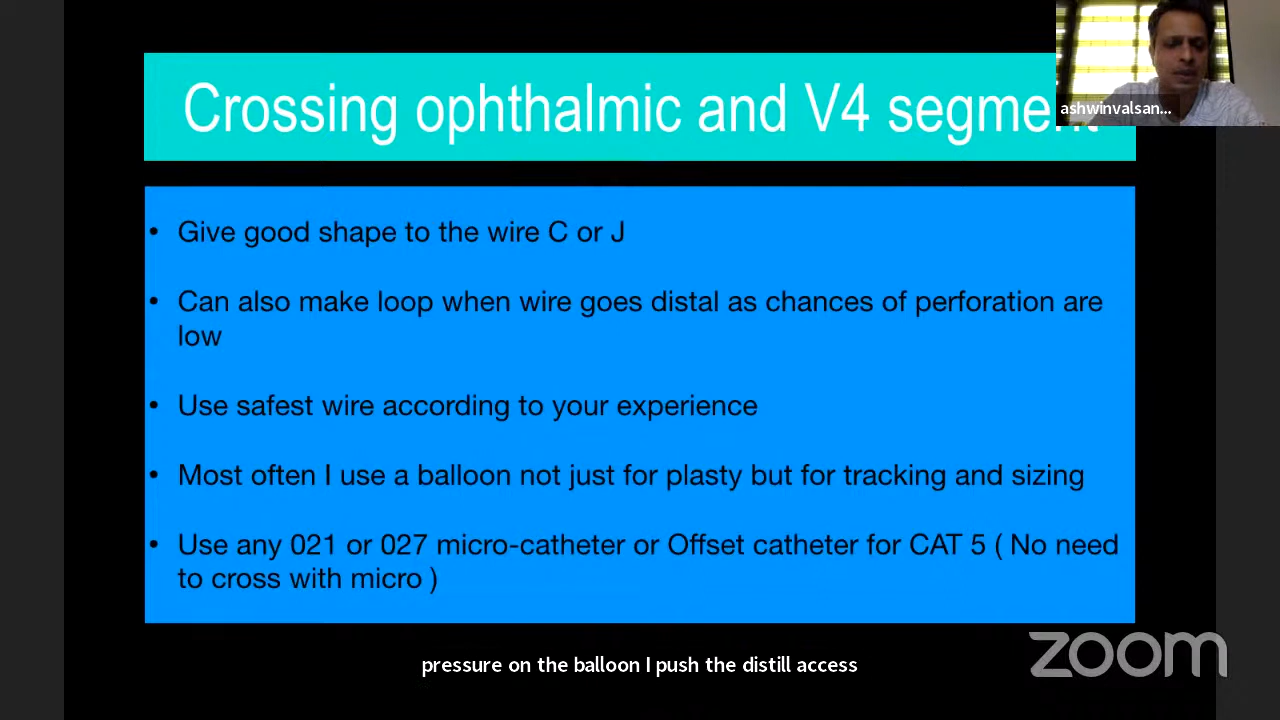 Crossing ophthalmic and V4 segment
ashwinvalsan...
• Give good shape to the wire C or J
• Can also make loop when wire goes distal as chances of perforation are
low
• Use safest wire according to your experience
• Most often I use a balloon not just for plasty but for tracking and sizing
• Use any 021 or 027 micro-catheter or Offset catheter for CAT 5 ( No need
to cross with micro )
zoom
pressure on the balloon I push the distill access